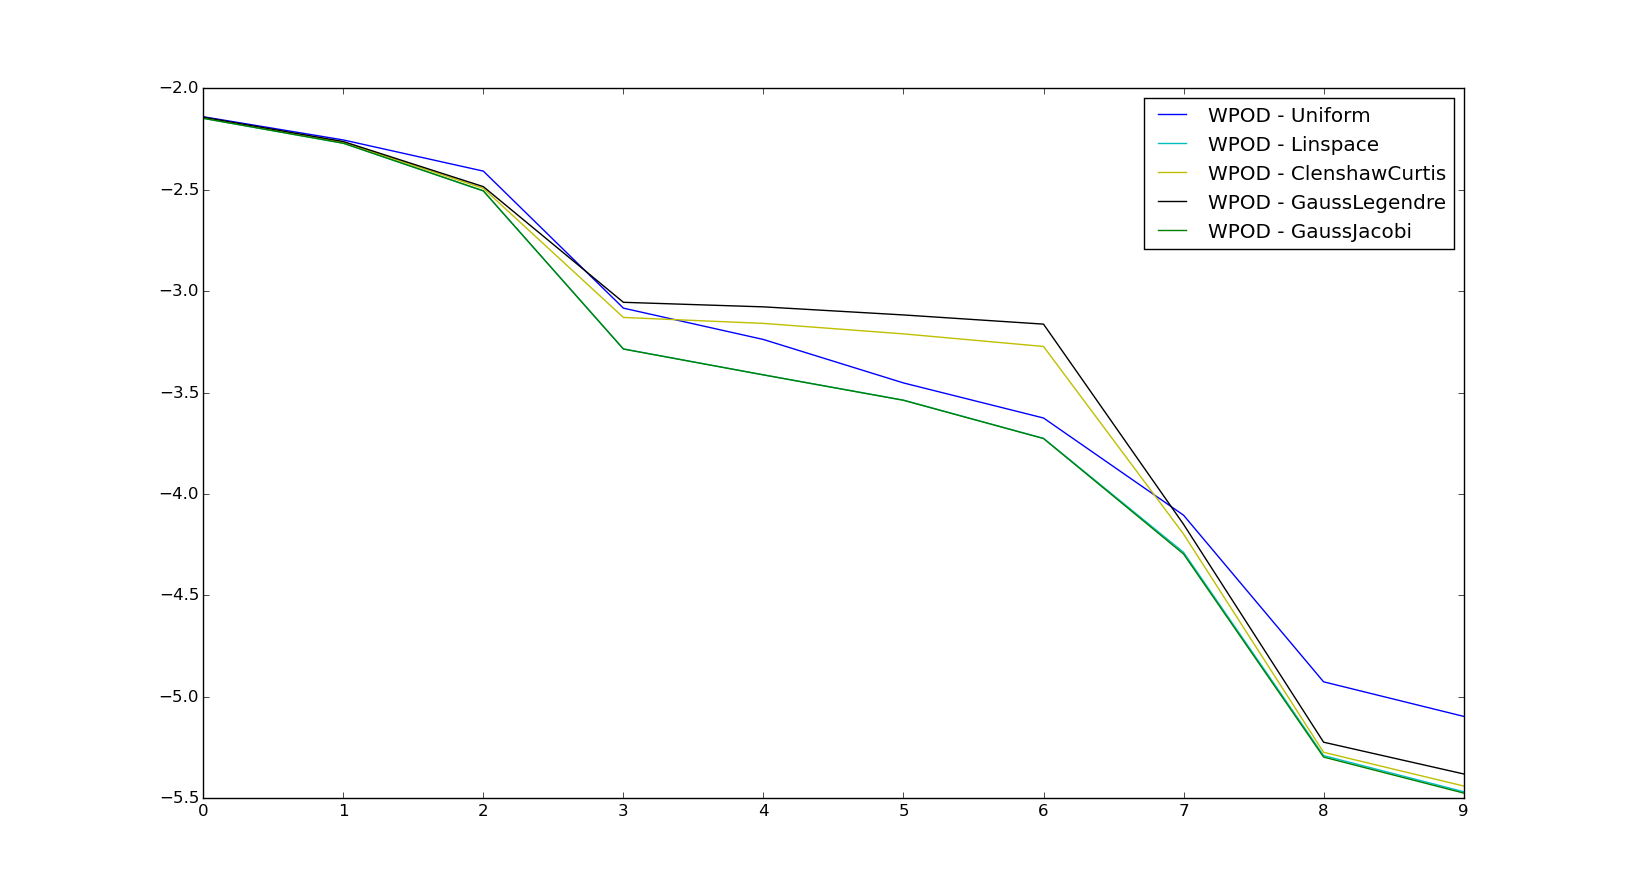 −2.0
−2.5
−3.0
−3.5
−4.0
−4.5
−5.0
−5.5
0 1 2 3 4 5 6 7 8 9
WPOD - Uniform
WPOD - Linspace
WPOD - ClenshawCurtis
WPOD - GaussLegendre
WPOD - GaussJacobi